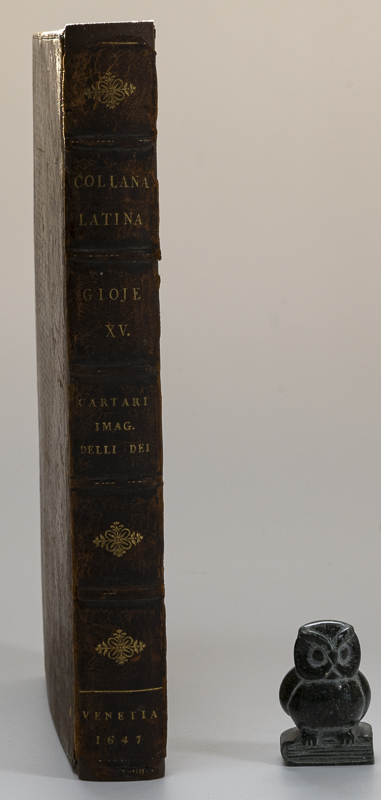 COLLANA
LATINA
GIOJE
XV.
CARTARI
IMAG.
DELLI DEI
VENETIA
1647